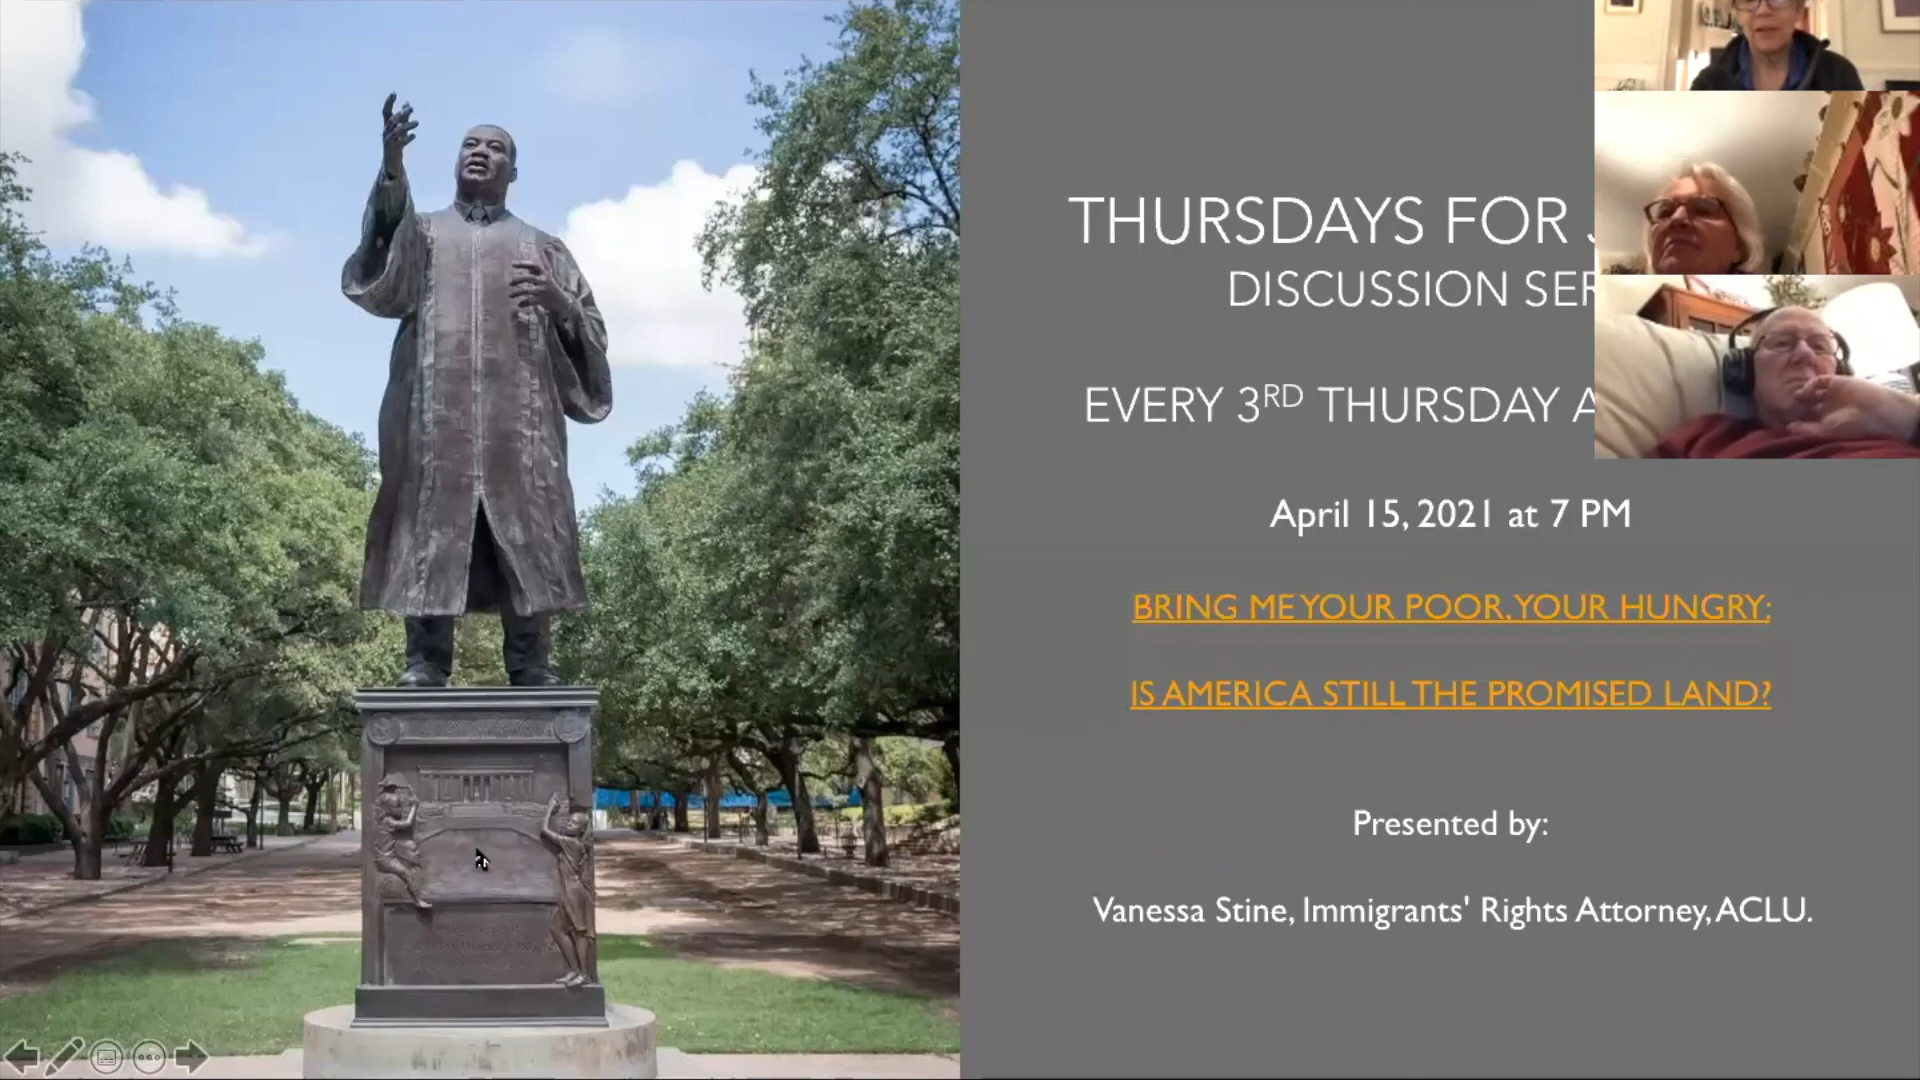 THURSDAYS FOR
DISCUSSION SER
EVERY 3RD THURSDAY A
April 15, 2021 at 7 PM
BRING ME YOUR POOR, YOUR HUNGRY:
IS AMERICA STILL THE PROMISED LAND?
Presented by:
Vanessa Stine, Immigrants' Rights Attorney, ACLU.